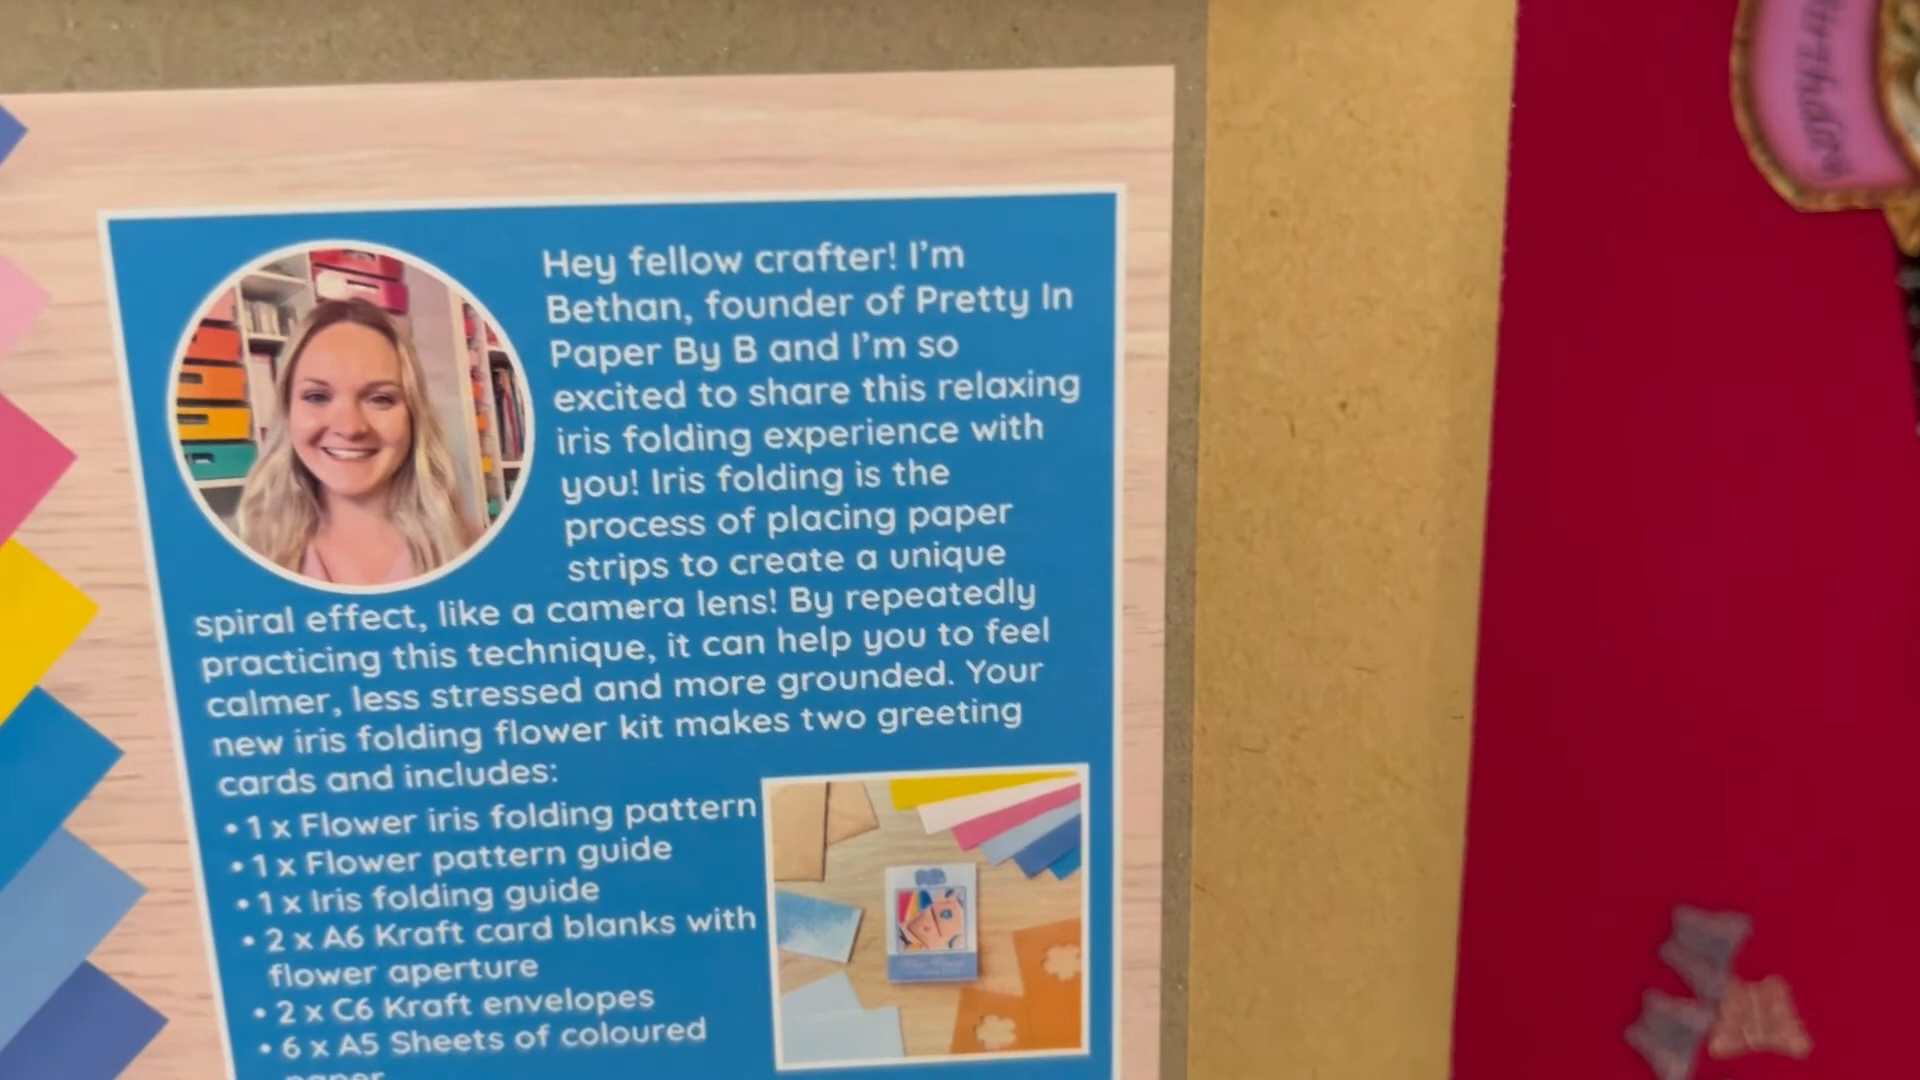 Hey fellow crafter! I'm
Bethan, founder of Pretty In
Paper By B and I'm so
excited to share this relaxing
iris folding experience with
you! Iris folding is the
process of placing paper
strips to create a unique
spiral effect, like a camera lens! By repeatedly
practicing this technique, it can help you to feel
calmer, less stressed and more grounded. Your
new iris folding flower kit makes two greeting
cards and includes:
• 1 x Flower iris folding pattern
• 1 x Flower pattern guide
• 1 x Iris folding guide
• 2 x A6 Kraft card blanks with
flower aperture
• 2 x C6 Kraft envelopes
• 6 x A5 Sheets of coloured
paper